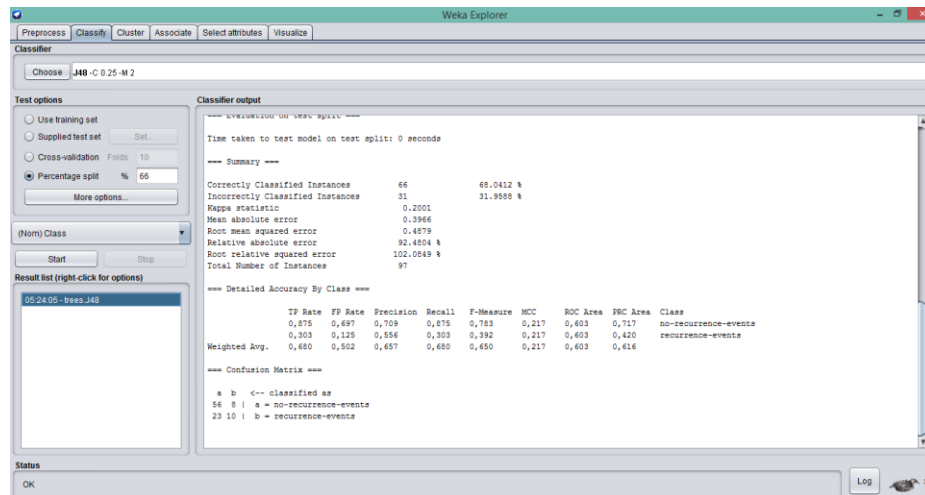 Weka Explorer
Preprocess Classify Cluster Associate Select attributes Visualize
Classifier
Choose J48 -C 0.25 -M 2
Test options
Use training set
Supplied test set Set...
Cross-validation Folds 10
Percentage split % 66
More options...
(Nom) Class
Start Stop
Result list (right-click for options)
05:24:05 - trees.J48
Classifier output
=== Evaluation on test split ===
Time taken to test model on test split: 0 seconds
=== Summary ===
Correctly Classified Instances 66 68.0412 %
Incorrectly Classified Instances 31 31.9588 %
Kappa statistic 0.2001
Mean absolute error 0.3966
Root mean squared error 0.4879
Relative absolute error 92.4804 %
Root relative squared error 102.0849 %
Total Number of Instances 97
=== Detailed Accuracy By Class ===
TP Rate FP Rate Precision Recall F-Measure MCC ROC Area PRC Area Class
0,875 0,697 0,709 0,875 0,783 0,217 0,603 0,717 no-recurrence-events
0,303 0,125 0,556 0,303 0,392 0,217 0,603 0,420 recurrence-events
Weighted Avg. 0,680 0,502 0,657 0,680 0,650 0,217 0,603 0,616
=== Confusion Matrix ===
a b <-- classified as
56 8 | a = no-recurrence-events
23 10 | b = recurrence-events
Status
OK
Log